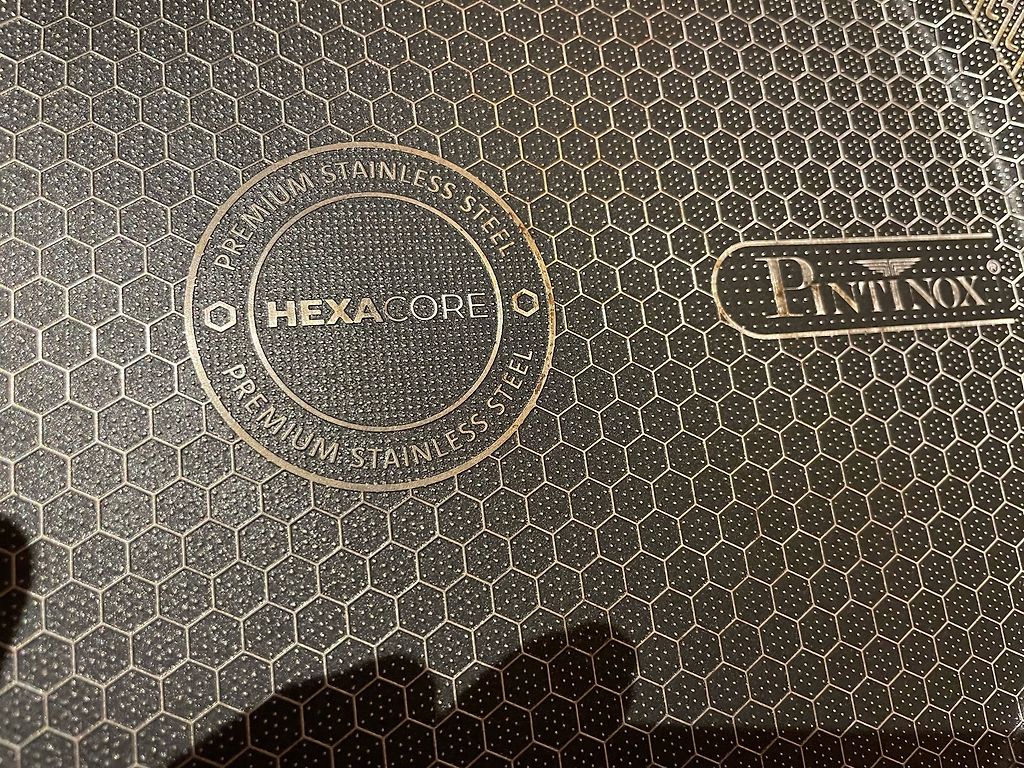 PREMIUM STAINLESS STEEL
HEXACORE
PREMIUM STAINLESS STEEL
PINTINOX®